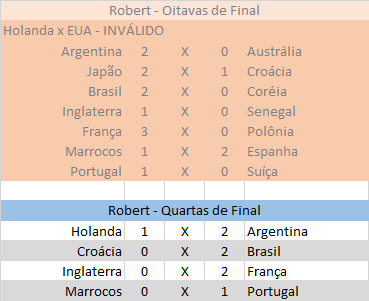 Robert - Oitavas de Final
Holanda x EUA - INVÁLIDO
Argentina 2 X 0 Austrália
Japão 2 X 1 Croácia
Brasil 2 X 0 Coréia
Inglaterra 1 X 0 Senegal
França 3 X 0 Polônia
Marrocos 1 X 2 Espanha
Portugal 1 X 0 Suíça
Robert - Quartas de Final
Holanda 1 X 2 Argentina
Croácia 0 X 2 Brasil
Inglaterra 0 X 2 França
Marrocos 0 X 1 Portugal